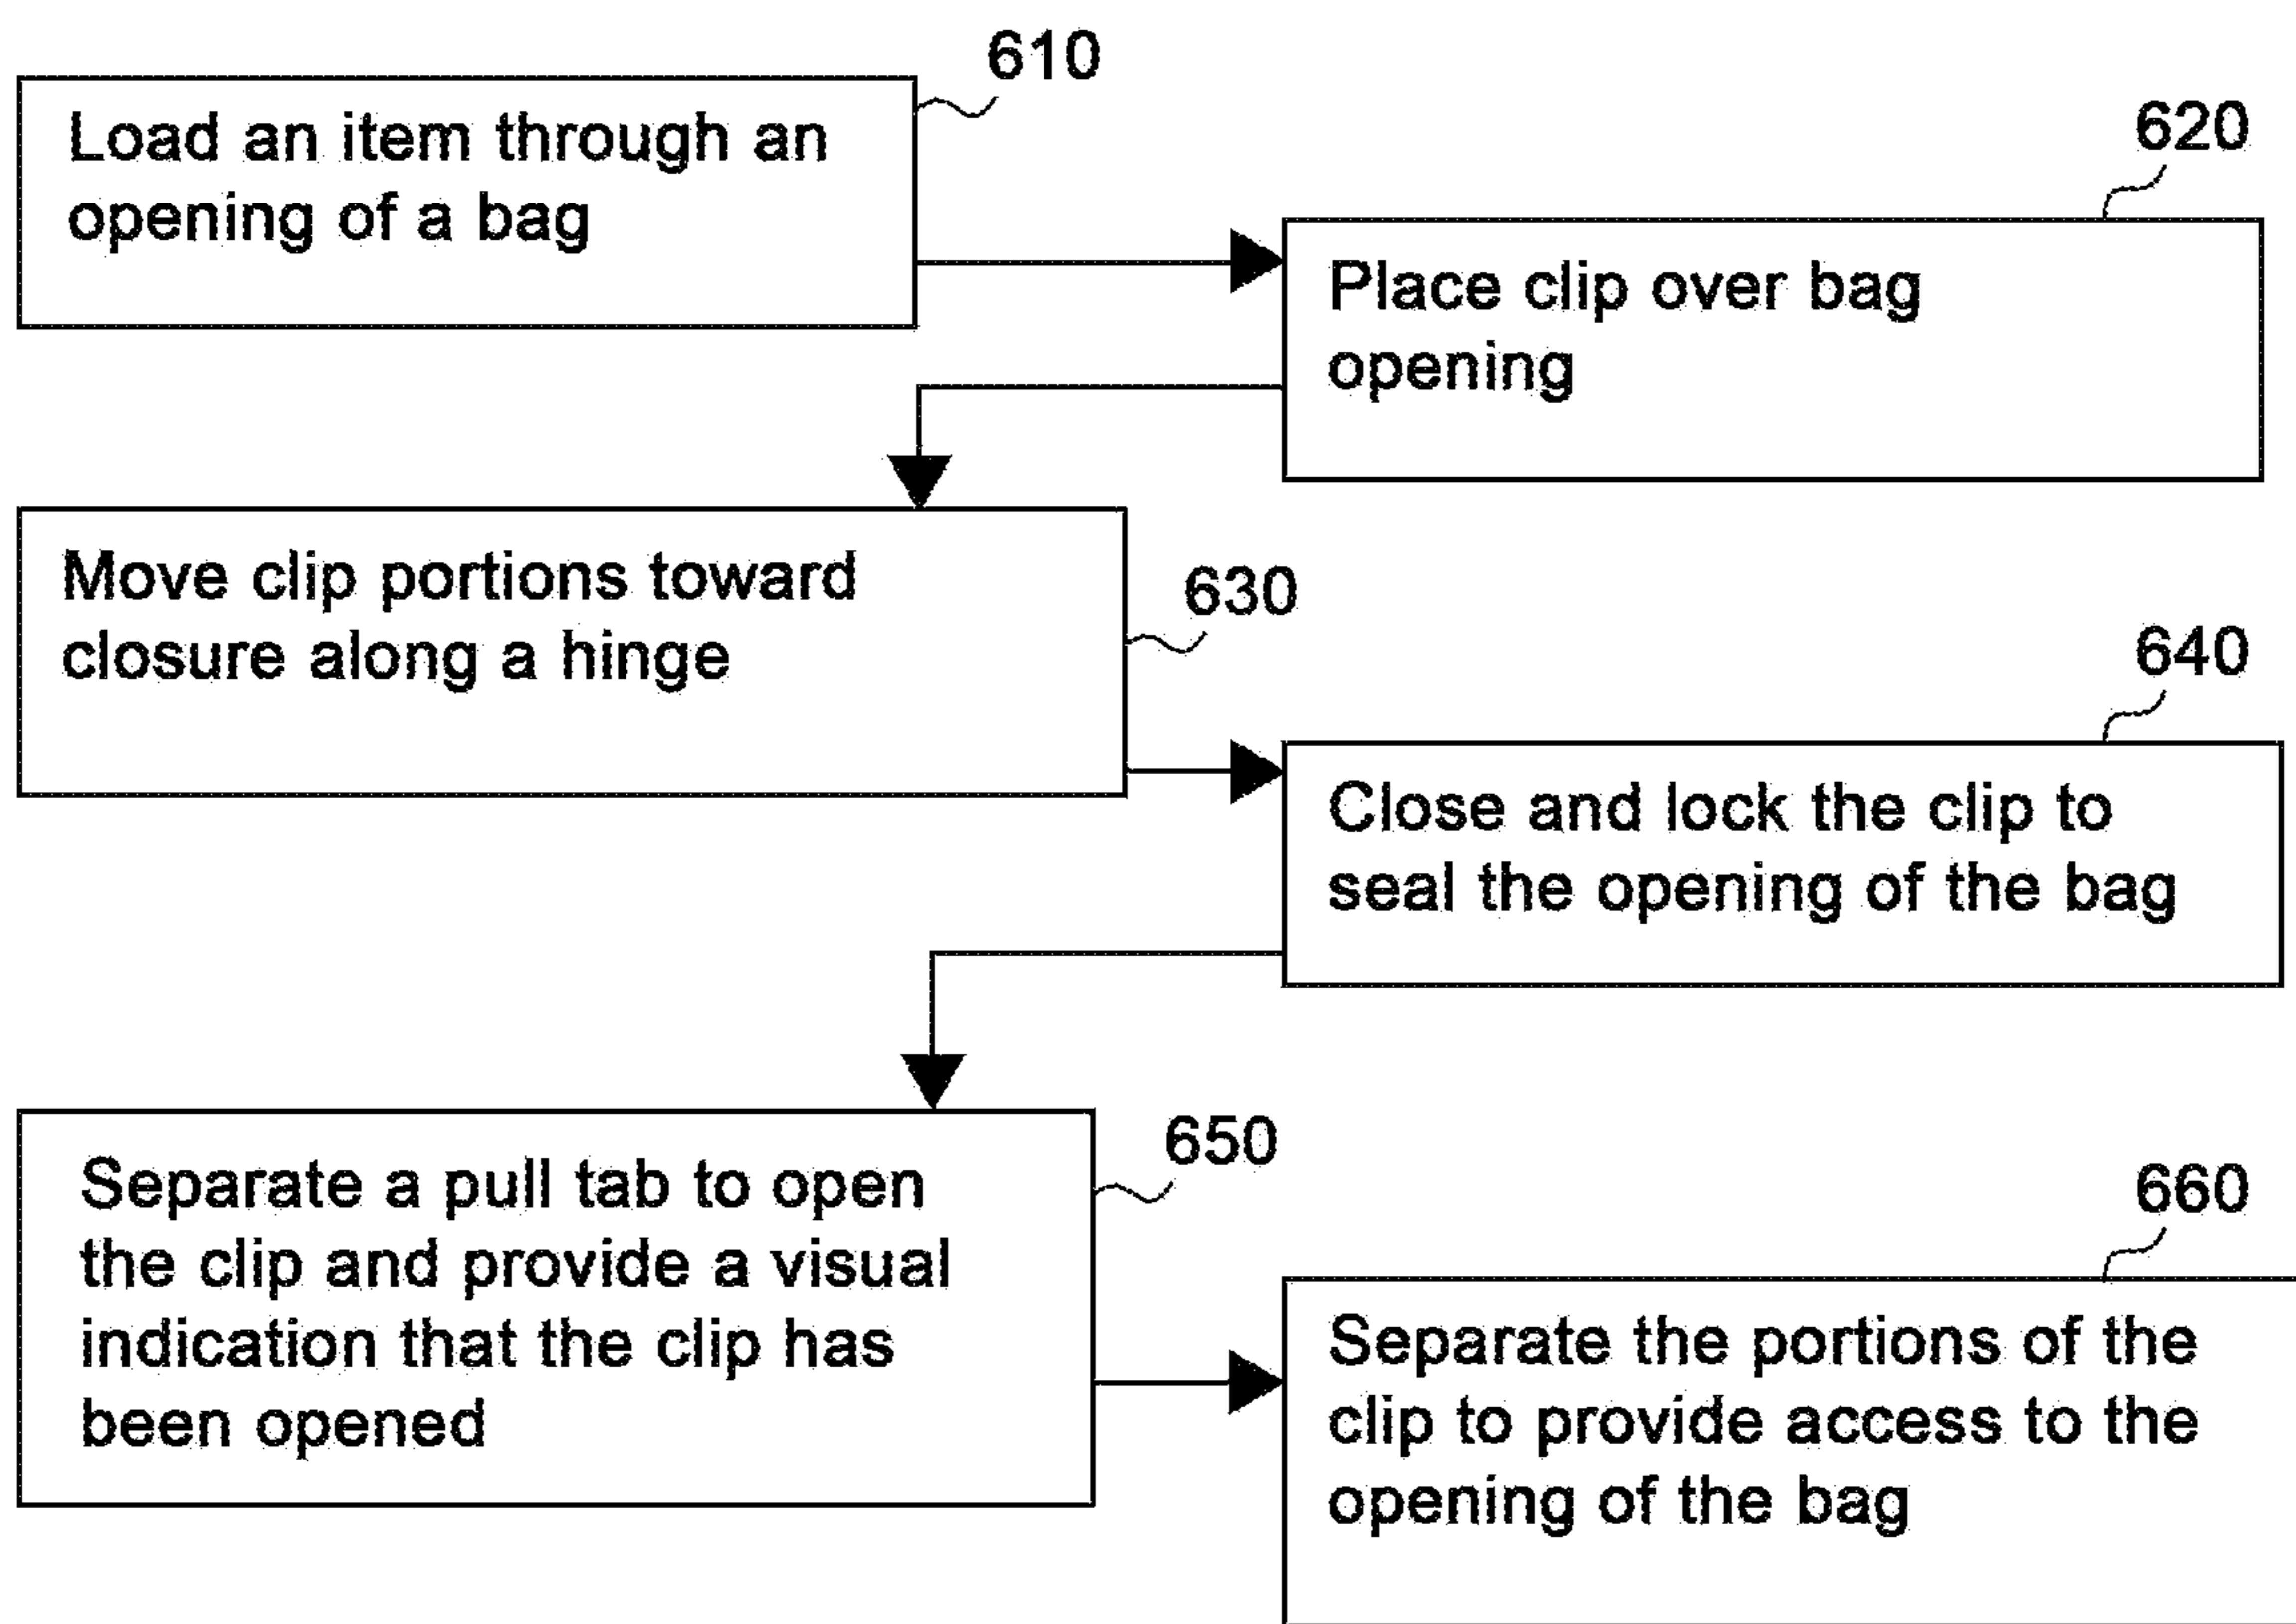 610
Load an item through an
opening of a bag
620
Place clip over bag
opening
Move clip portions toward
closure along a hinge
630
640
Close and lock the clip to
seal the opening of the bag
650
Separate a pull tab to open
the clip and provide a visual
indication that the clip has
been opened
660
Separate the portions of the
clip to provide access to the
opening of the bag